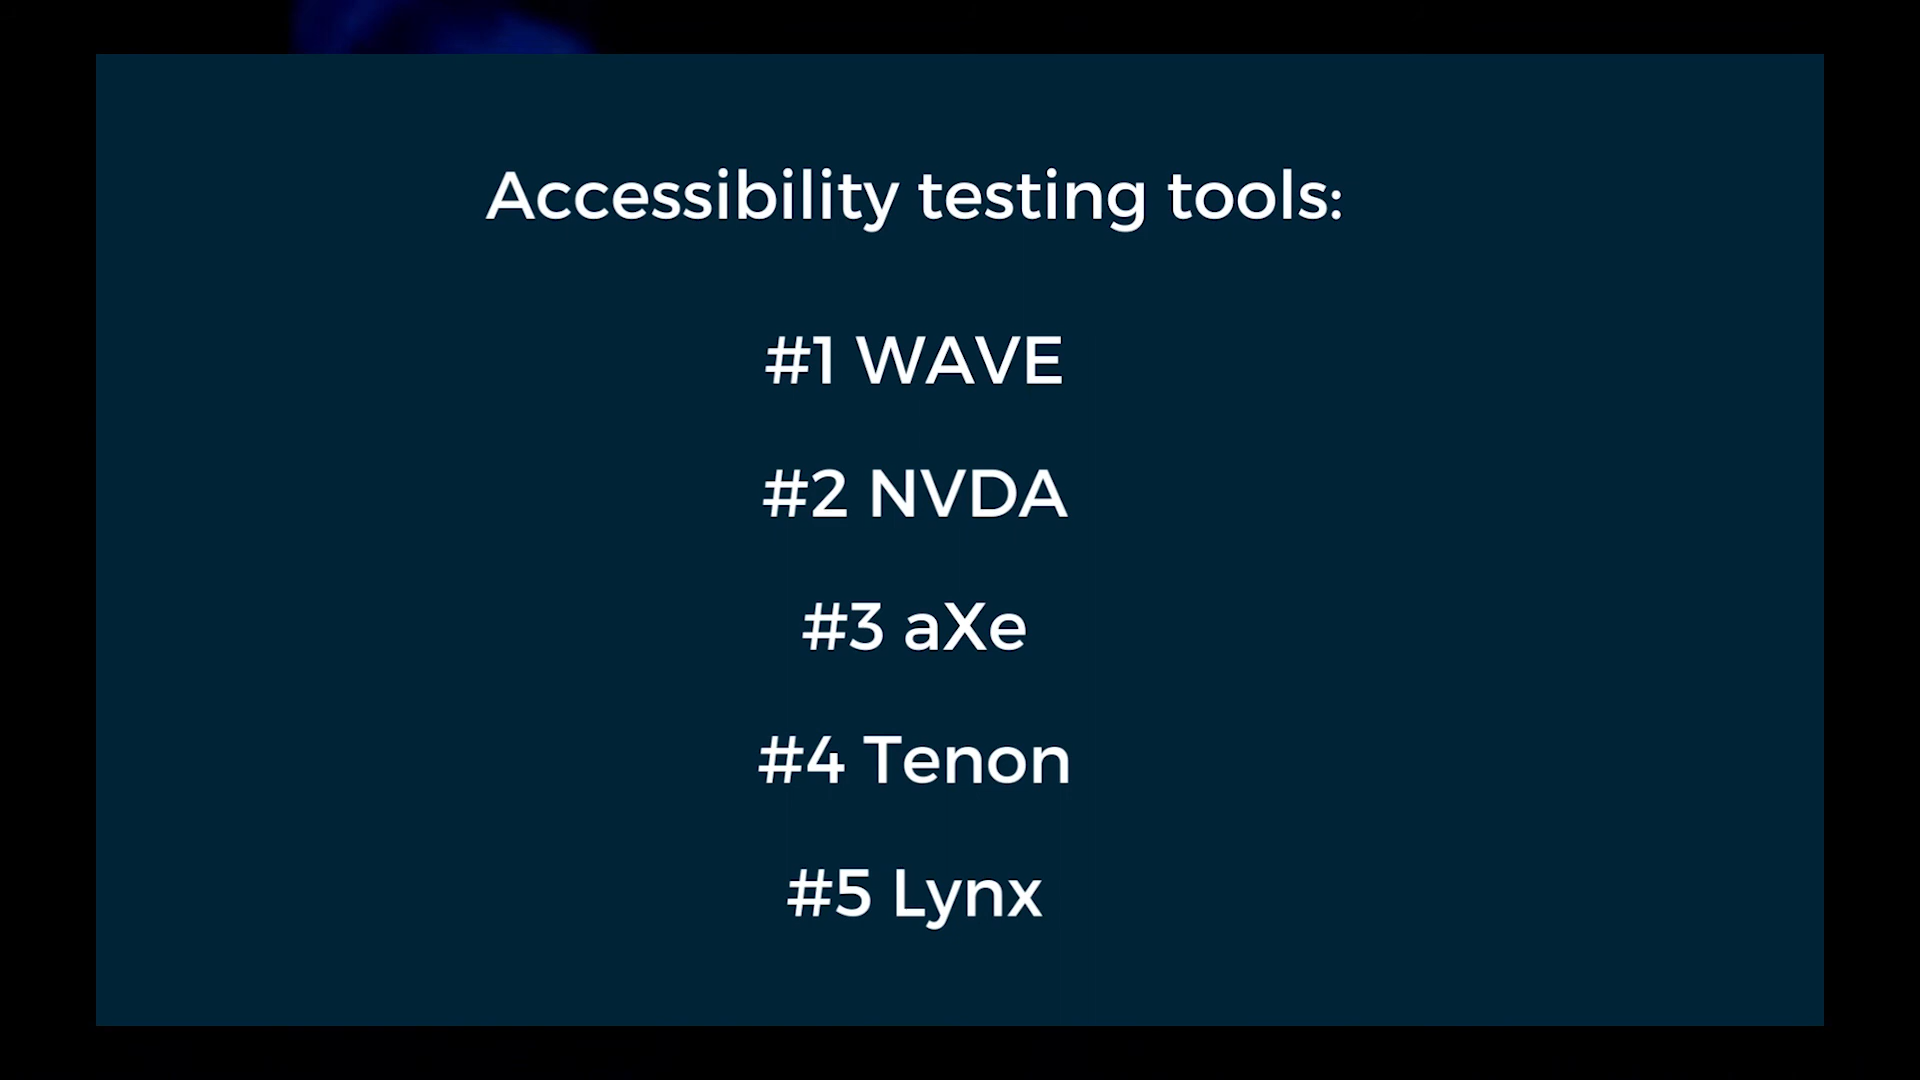 Accessibility testing tools:
#1 WAVE
#2 NVDA
#3 aXe
#4 Tenon
#5 Lynx